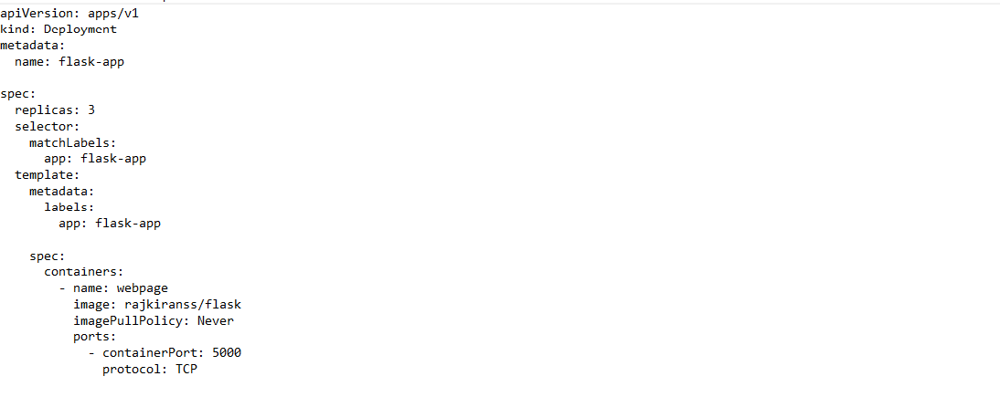 apiVersion: apps/v1
kind: Deployment
metadata:
  name: flask-app

spec:
  replicas: 3
  selector:
    matchLabels:
      app: flask-app
  template:
    metadata:
      labels:
        app: flask-app

    spec:
      containers:
        - name: webpage
          image: rajkiranss/flask
          imagePullPolicy: Never
          ports:
            - containerPort: 5000
              protocol: TCP